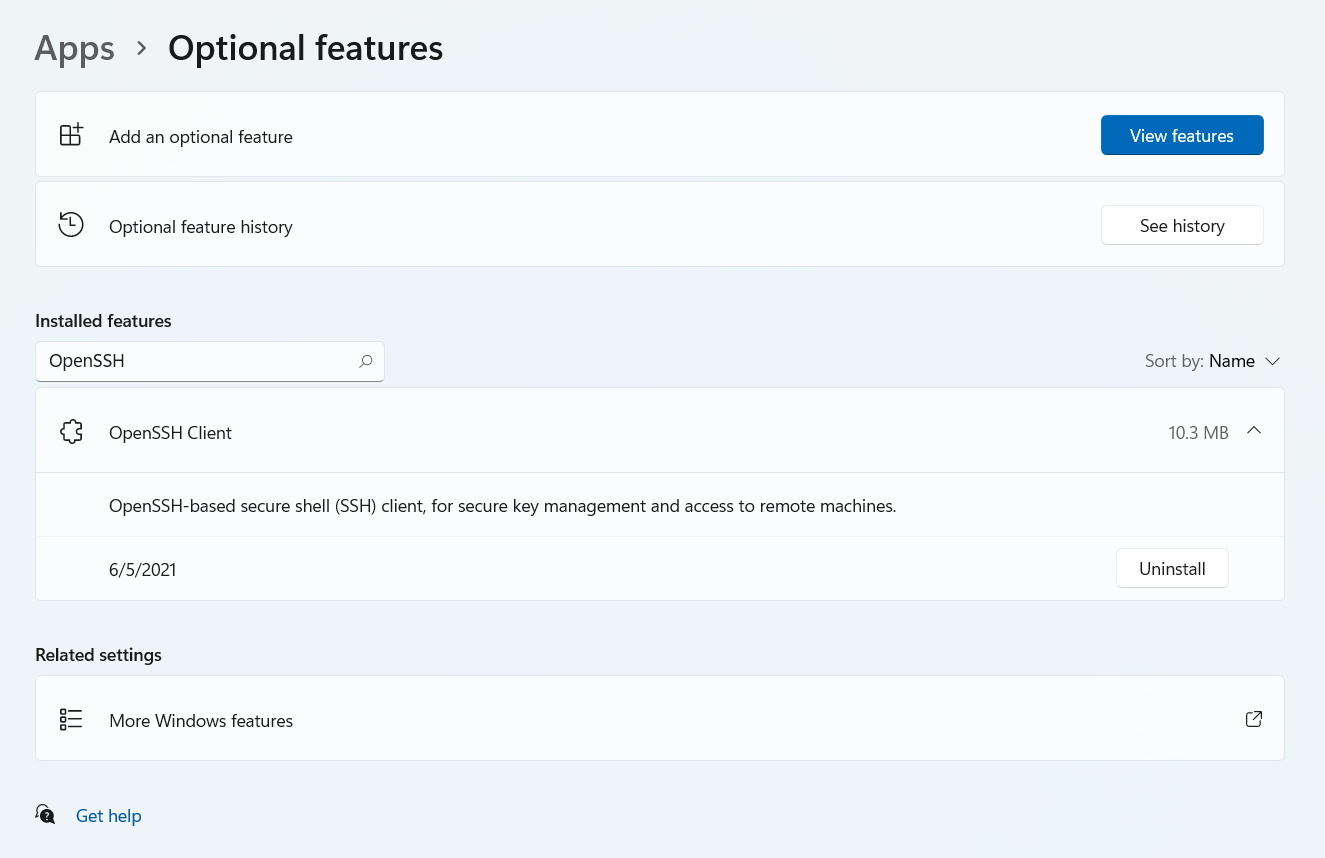 Apps > Optional features
Add an optional feature
View features
Optional feature history
See history
Installed features
OpenSSH
Sort by: Name
OpenSSH Client
10.3 MB
OpenSSH-based secure shell (SSH) client, for secure key management and access to remote machines.
6/5/2021
Uninstall
Related settings
More Windows features
Get help